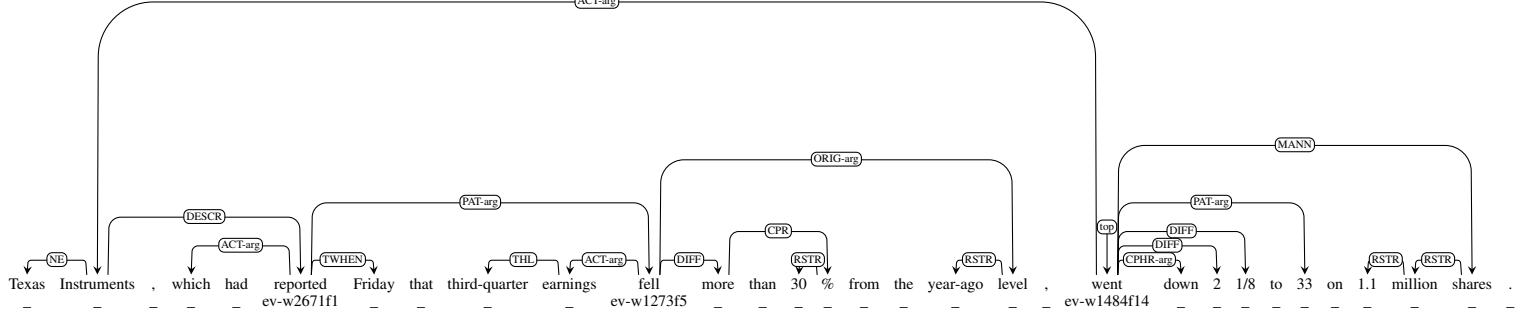 ACT-arg
ORIG-arg
MANN
PAT-arg PAT-arg
DESCR CPR top DIFF
ACT-arg DIFF
NE TWHEN THL ACT-arg DIFF RSTR RSTR CPHR-arg RSTR RSTR
Texas Instruments , which had reported Friday that third-quarter earnings fell more than 30 % from the year-ago level , went down 2 1/8 to 33 on 1.1 million shares .
_ _ _ _ _ ev-w2671f1 _ _ _ _ ev-w1273f5 _ _ _ _ _ _ _ _ _ ev-w1484f14 _ _ _ _ _ _ _ _ _ _